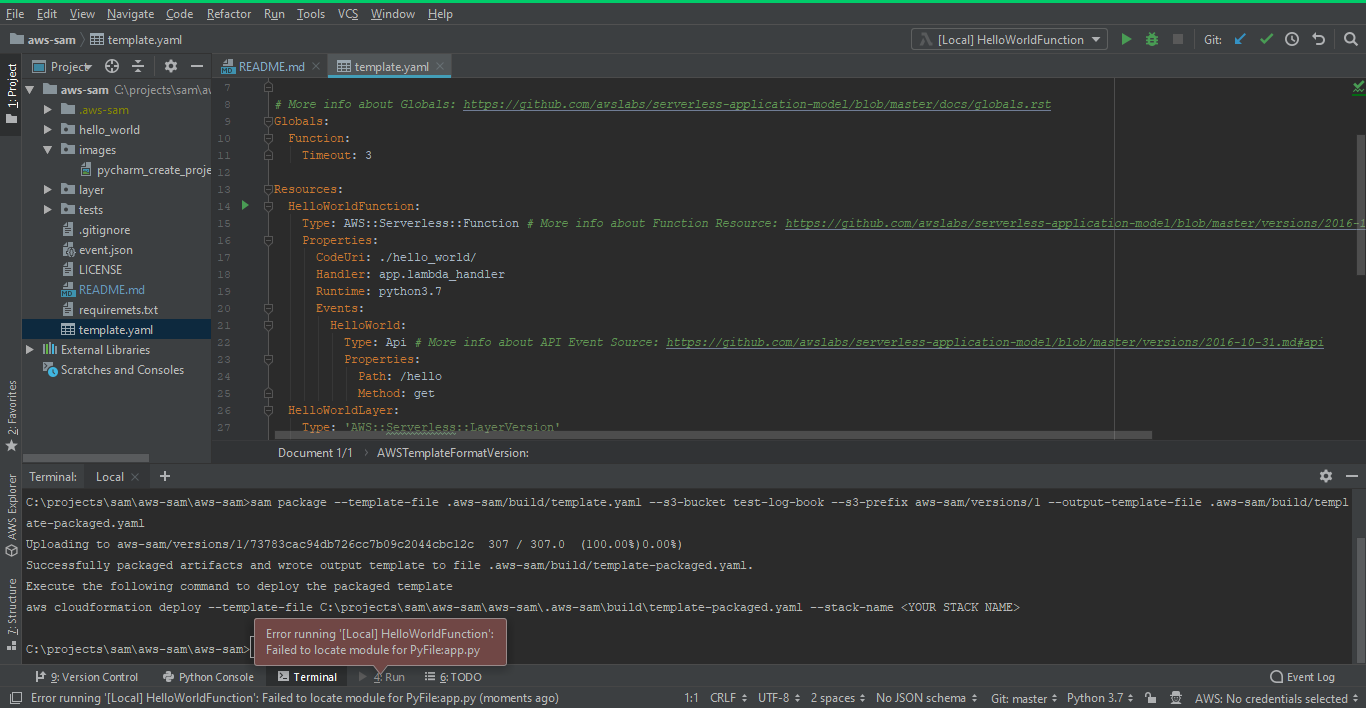 File Edit View Navigate Code Refactor Run Tools VCS Window Help
aws-sam template.yaml [Local] HelloWorldFunction Git:
1: Project
Project
README.md template.yaml
aws-sam C:\projects\sam\aw
.aws-sam
hello_world
images
pycharm_create_proje
layer
tests
.gitignore
event.json
LICENSE
README.md
requiremets.txt
template.yaml
External Libraries
Scratches and Consoles
7
8 # More info about Globals: https://github.com/awslabs/serverless-application-model/blob/master/docs/globals.rst
9 Globals:
10 Function:
11 Timeout: 3
12
13 Resources:
14 HelloWorldFunction:
15 Type: AWS::Serverless::Function # More info about Function Resource: https://github.com/awslabs/serverless-application-model/blob/master/versions/2016-1
16 Properties:
17 CodeUri: ./hello_world/
18 Handler: app.lambda_handler
19 Runtime: python3.7
20 Events:
21 HelloWorld:
22 Type: Api # More info about API Event Source: https://github.com/awslabs/serverless-application-model/blob/master/versions/2016-10-31.md#api
23 Properties:
24 Path: /hello
25 Method: get
26 HelloWorldLayer:
27 Type: 'AWS::Serverless::LayerVersion'
Document 1/1 AWSTemplateFormatVersion:
2: Favorites
AWS Explorer
7: Structure
Terminal: Local
C:\projects\sam\aws-sam\aws-sam>sam package --template-file .aws-sam/build/template.yaml --s3-bucket test-log-book --s3-prefix aws-sam/versions/1 --output-template-file .aws-sam/build/templ
ate-packaged.yaml
Uploading to aws-sam/versions/1/73783cac94db726cc7b09c2044cbc12c 307 / 307.0 (100.00%)0.00%)
Successfully packaged artifacts and wrote output template to file .aws-sam/build/template-packaged.yaml.
Execute the following command to deploy the packaged template
aws cloudformation deploy --template-file C:\projects\sam\aws-sam\aws-sam\.aws-sam\build\template-packaged.yaml --stack-name <YOUR STACK NAME>
C:\projects\sam\aws-sam\aws-sam>
Error running '[Local] HelloWorldFunction':
Failed to locate module for PyFile:app.py
9: Version Control Python Console Terminal 4: Run 6: TODO Event Log
Error running '[Local] HelloWorldFunction': Failed to locate module for PyFile:app.py (moments ago) 1:1 CRLF UTF-8 2 spaces No JSON schema Git: master Python 3.7 AWS: No credentials selected